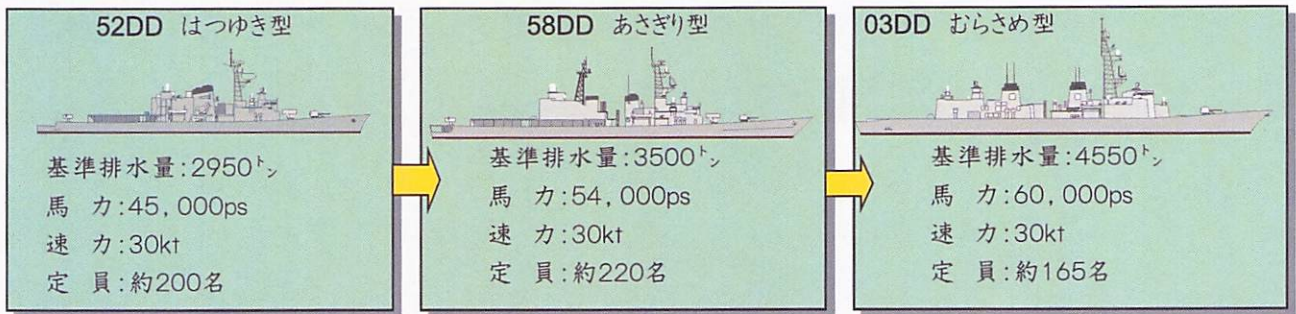 52DD はつゆき型
基準排水量:2950トン
馬 力:45,000ps
速 力:30kt
定 員:約200名
58DD あさぎり型
基準排水量:3500トン
馬 力:54,000ps
速 力:30kt
定 員:約220名
03DD むらさめ型
基準排水量:4550トン
馬 力:60,000ps
速 力:30kt
定 員:約165名